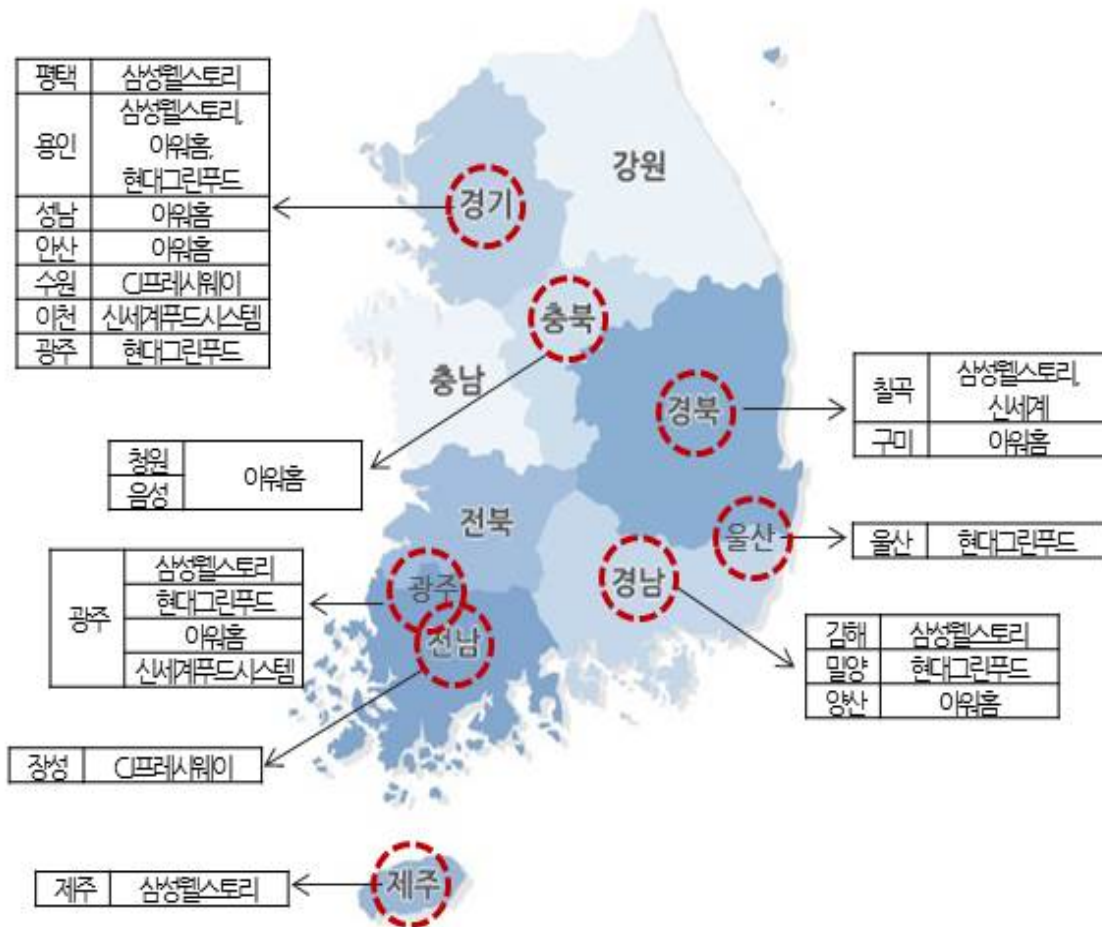 평택 삼성웰스토리
용인 삼성웰스토리,
아워홈,
현대그린푸드
성남 아워홈
안산 아워홈
수원 CJ프레시웨이
이천 신세계푸드시스템
광주 현대그린푸드
강원
경기
충북
충남
경북
칠곡 삼성웰스토리,
신세계
구미 아워홈
청원
음성
아워홈
전북
울산
울산 현대그린푸드
광주
삼성웰스토리
현대그린푸드
아워홈
신세계푸드시스템
광주
전남
경남
김해 삼성웰스토리
밀양 현대그린푸드
양산 아워홈
장성 CJ프레시웨이
제주 삼성웰스토리
제주